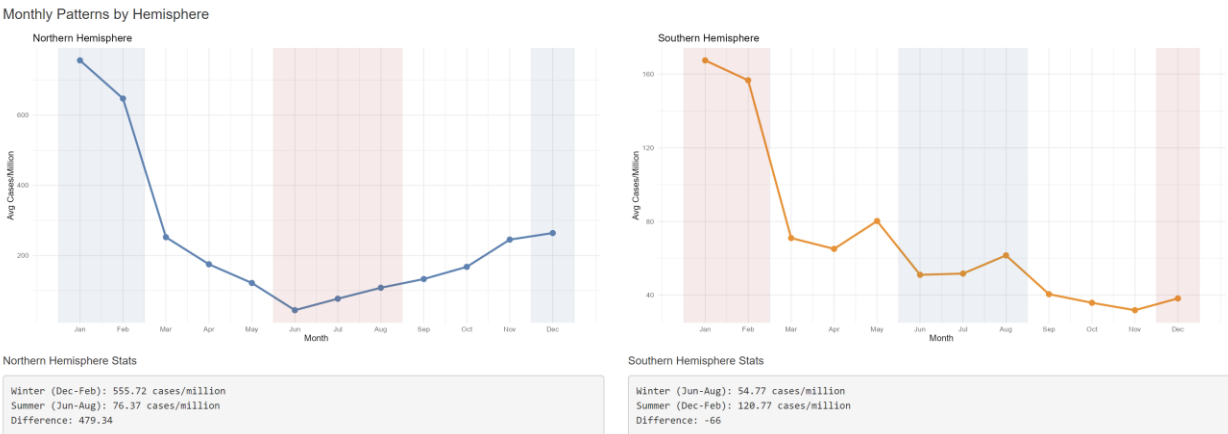 Monthly Patterns by Hemisphere
Northern Hemisphere
600
400
200
Avg Cases/Million
Jan Feb Mar Apr May Jun Jul Aug Sep Oct Nov Dec
Month
Northern Hemisphere Stats
Winter (Dec-Feb): 555.72 cases/million
Summer (Jun-Aug): 76.37 cases/million
Difference: 479.34
Southern Hemisphere
160
120
80
40
Avg Cases/Million
Jan Feb Mar Apr May Jun Jul Aug Sep Oct Nov Dec
Month
Southern Hemisphere Stats
Winter (Jun-Aug): 54.77 cases/million
Summer (Dec-Feb): 120.77 cases/million
Difference: -66